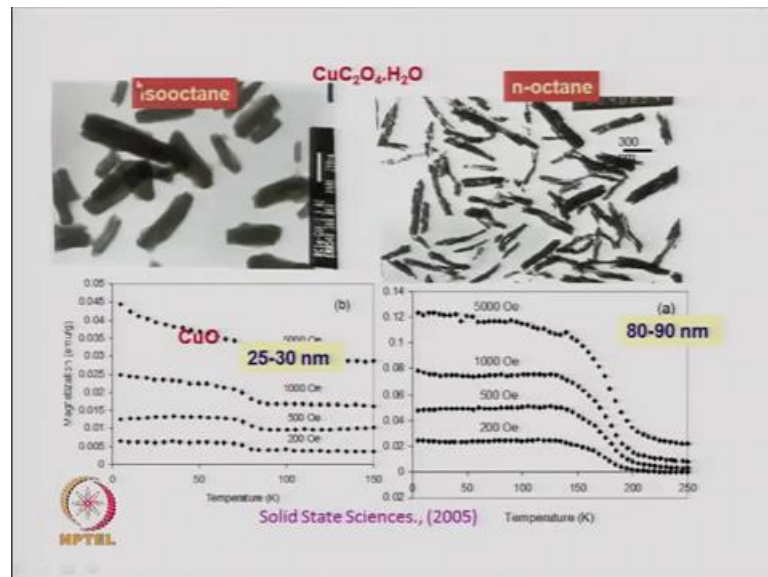 CuC₂O₄.H₂O
isooctane
n-octane
300
0.05
0.045
0.04
0.035
0.03
0.025
0.02
0.015
0.01
0.005
0
Magnetization (emu/g)
(b)
CuO
25-30 nm
5000 Oe
1000 Oe
500 Oe
200 Oe
0
50
100
150
Temperature (K)
0.14
0.12
0.1
0.08
0.06
0.04
0.02
0
0.02
(a)
80-90 nm
5000 Oe
1000 Oe
500 Oe
200 Oe
0
50
100
150
200
250
Temperature (K)
Solid State Sciences., (2005)
NPTEL